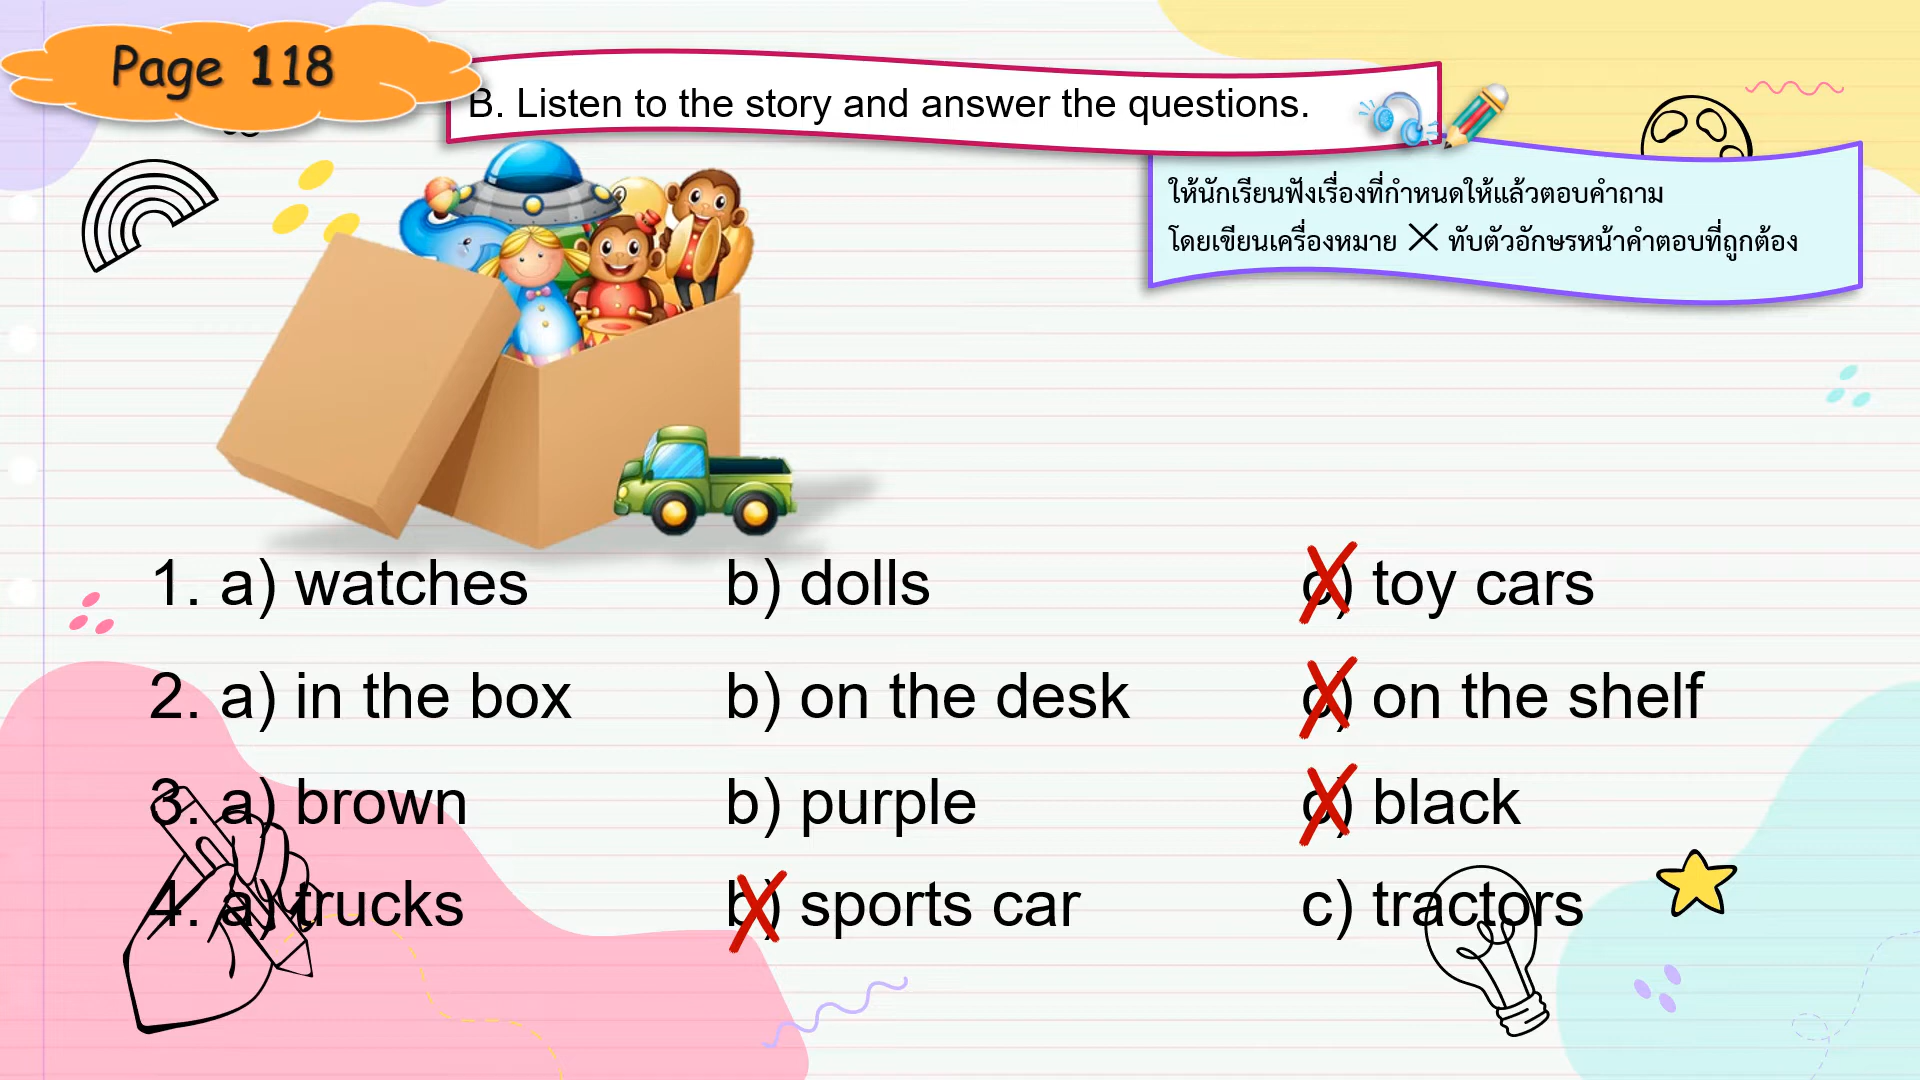 Page 118
B. Listen to the story and answer the questions.
ให้นักเรียนฟังเรื่องที่กำหนดให้แล้วตอบคำถาม
โดยเขียนเครื่องหมาย ✕ ทับตัวอักษรหน้าคำตอบที่ถูกต้อง
1. a) watches b) dolls c) toy cars
2. a) in the box b) on the desk c) on the shelf
3. a) brown b) purple c) black
4. a) trucks b) sports car c) tractors